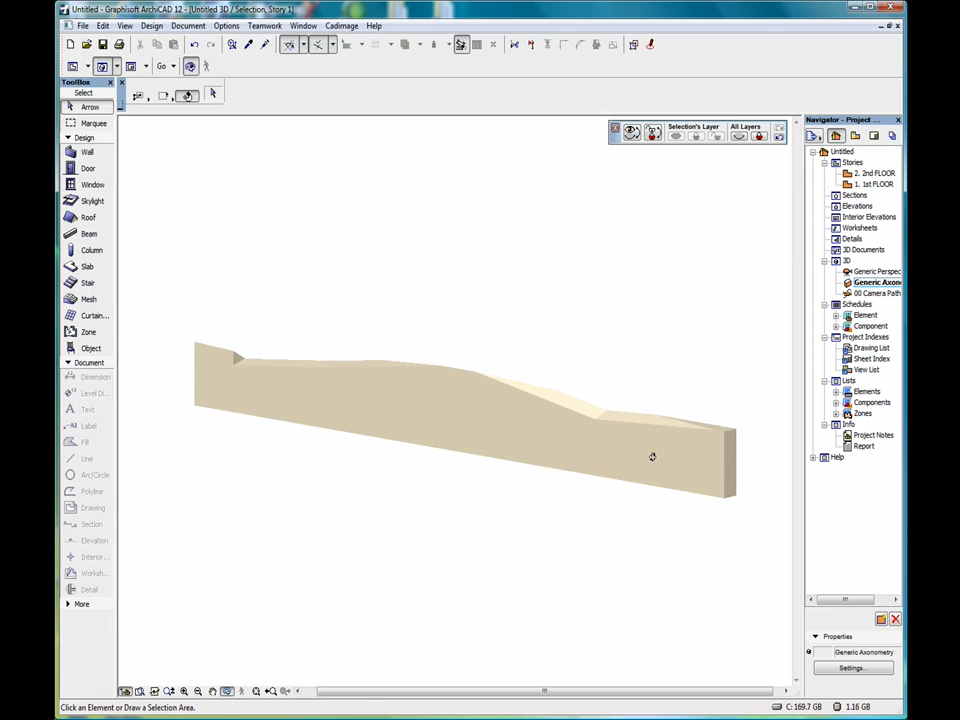 Untitled - Graphisoft ArchiCAD 12 - [Untitled 3D / Selection, Story 1]
File Edit View Design Document Options Teamwork Window Cadimage Help
Go
ToolBox
Select
Arrow
Marquee
Design
Wall
Door
Window
Skylight
Roof
Beam
Column
Slab
Stair
Mesh
Curtain...
Zone
Object
Document
Dimension
Level Di...
Text
Label
Fill
Line
Arc/Circle
Polyline
Drawing
Section
Elevation
Interior...
Worksh...
Detail
More
Selection's Layer All Layers
Navigator - Project ...
Untitled
Stories
2. 2nd FLOOR
1. 1st FLOOR
Sections
Elevations
Interior Elevations
Worksheets
Details
3D Documents
3D
Generic Perspec
Generic Axono
00 Camera Path
Schedules
Element
Component
Project Indexes
Drawing List
Sheet Index
View List
Lists
Elements
Components
Zones
Info
Project Notes
Report
Help
Properties
Generic Axonometry
Settings...
Click an Element or Draw a Selection Area.
C: 169.7 GB 1.16 GB